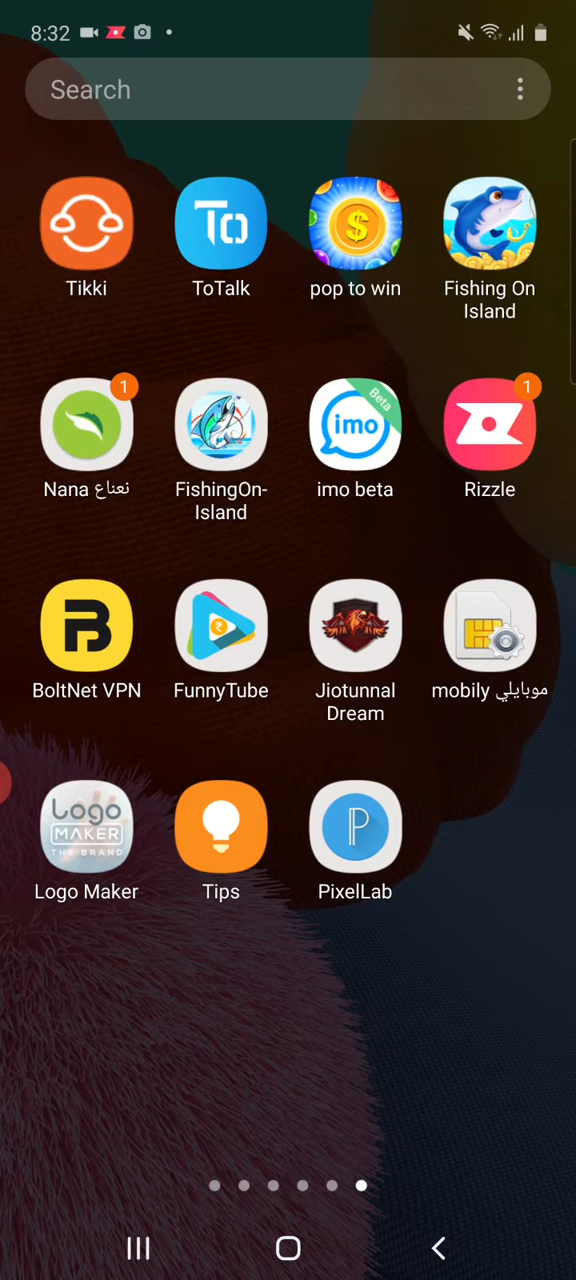 8:32
Search
To
$
Tikki
ToTalk
pop to win
Fishing On
Island
1
imo
Beta
1
Nana نعناع
FishingOn-
Island
imo beta
Rizzle
B
₹
BoltNet VPN
FunnyTube
Jiotunnal
Dream
mobily موبايلي
Logo
MAKER
THE BRAND
P
Logo Maker
Tips
PixelLab